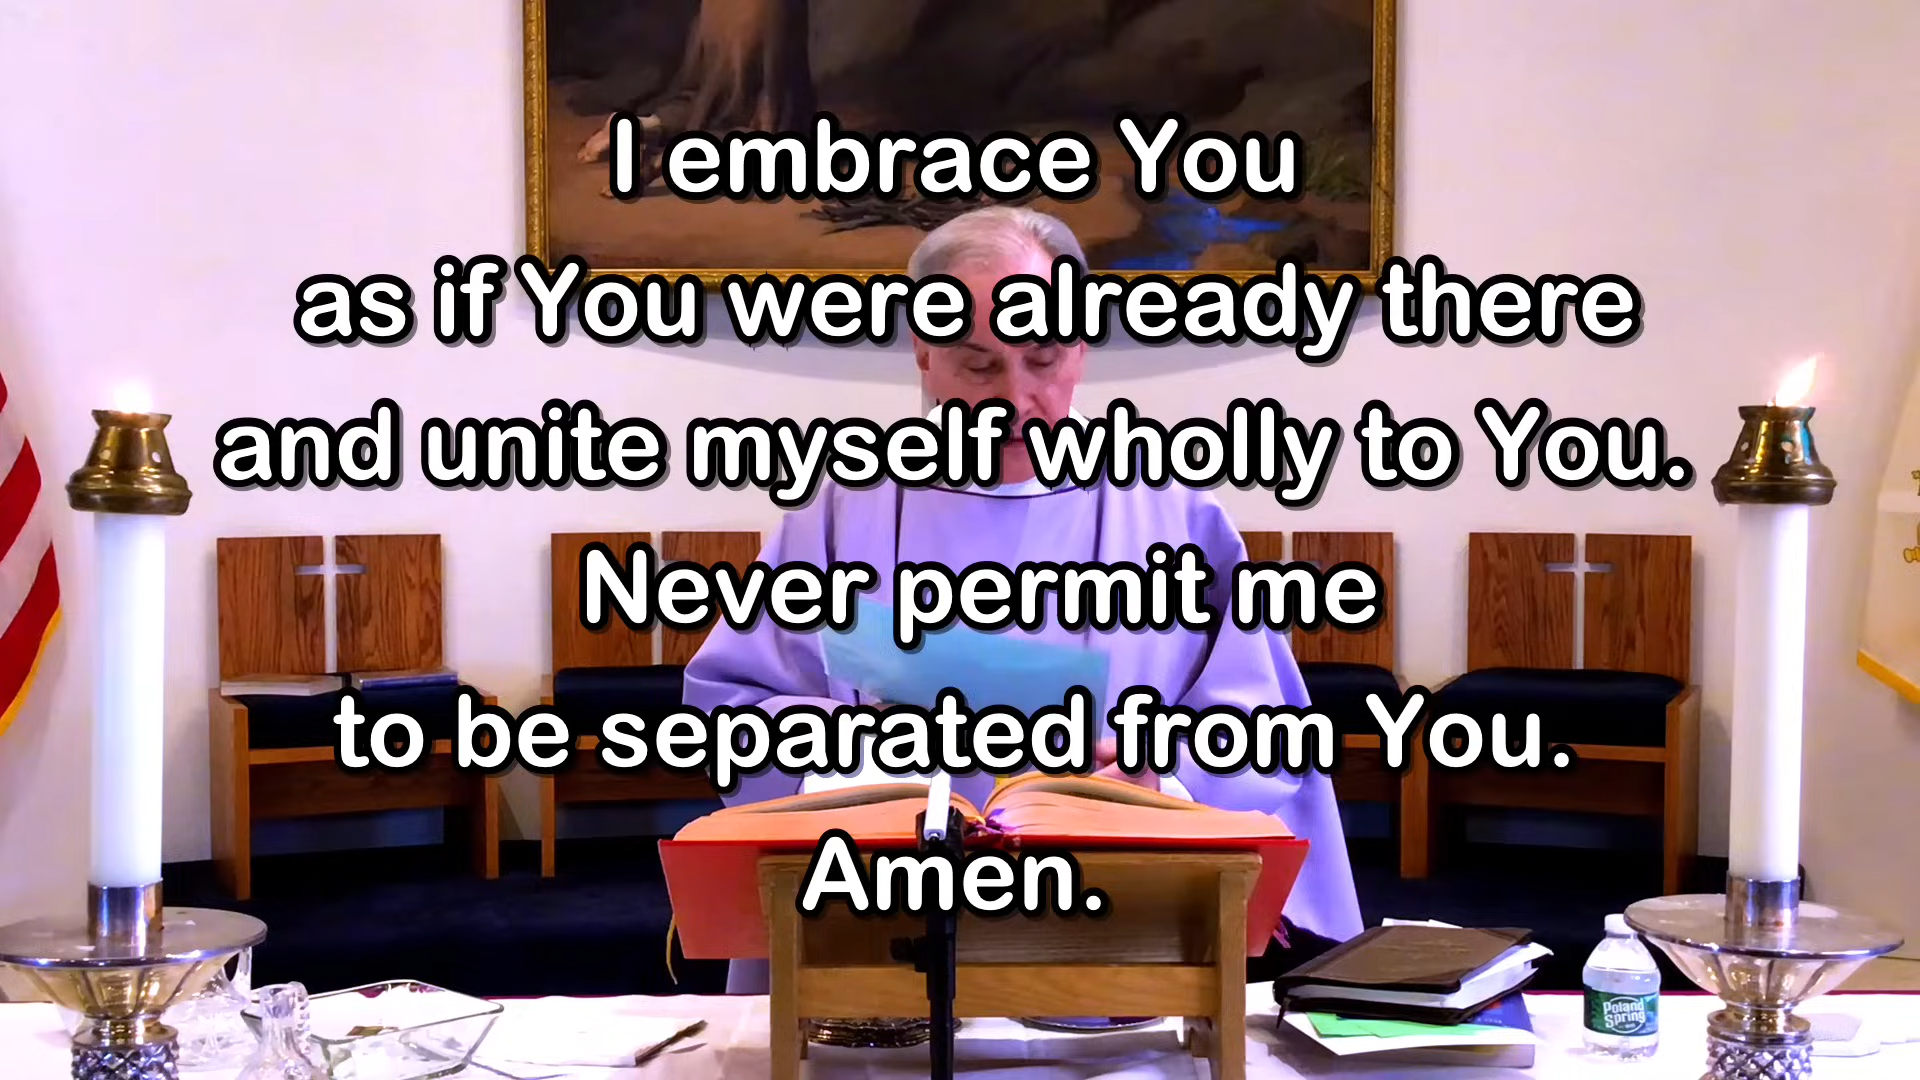 I embrace You
as if You were already there
and unite myself wholly to You.
Never permit me
to be separated from You.
Amen.
Poland
Spring